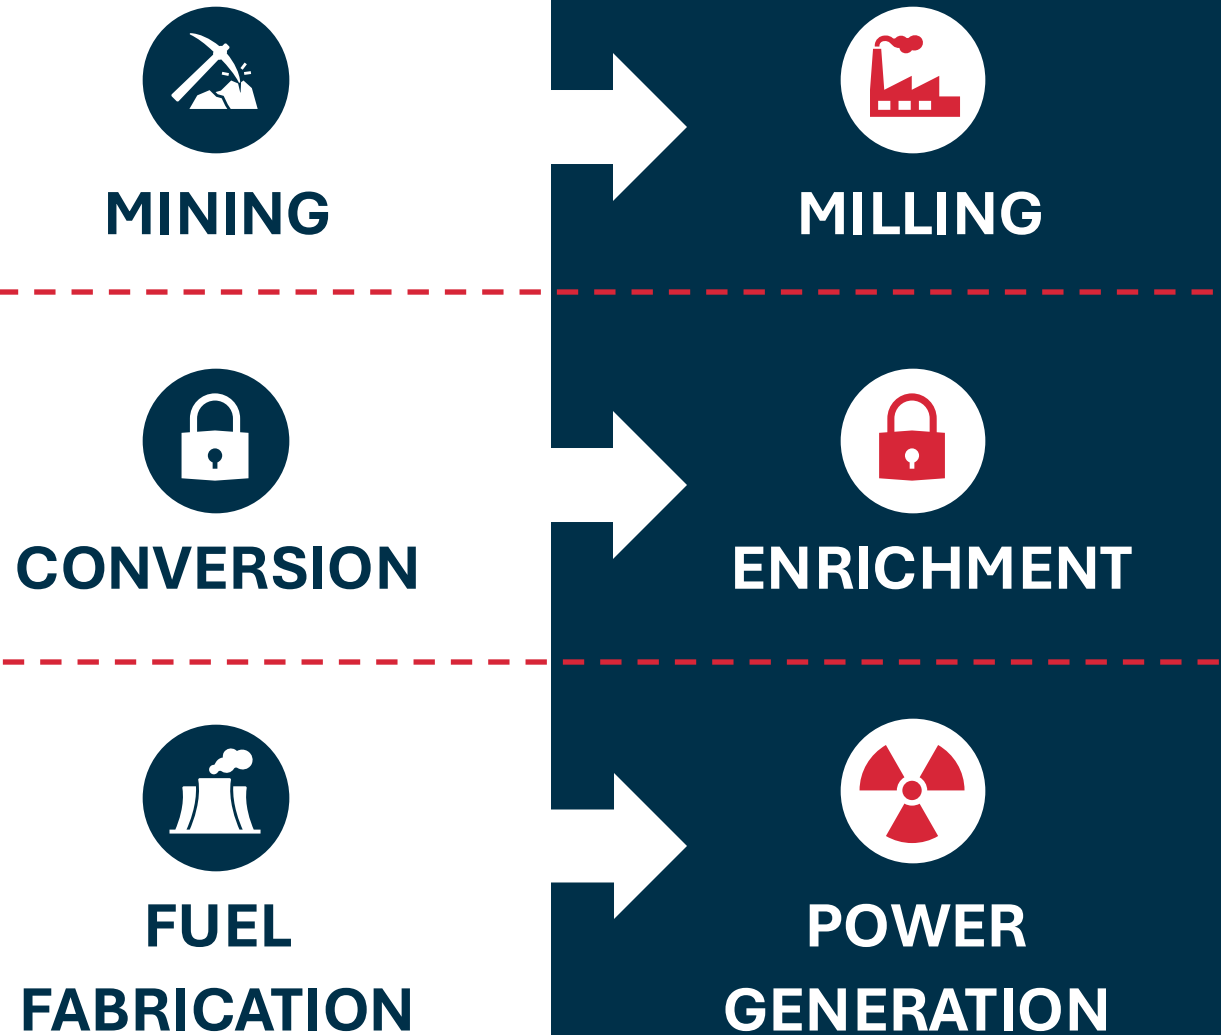 MINING
MILLING
CONVERSION
ENRICHMENT
FUEL
FABRICATION
POWER
GENERATION